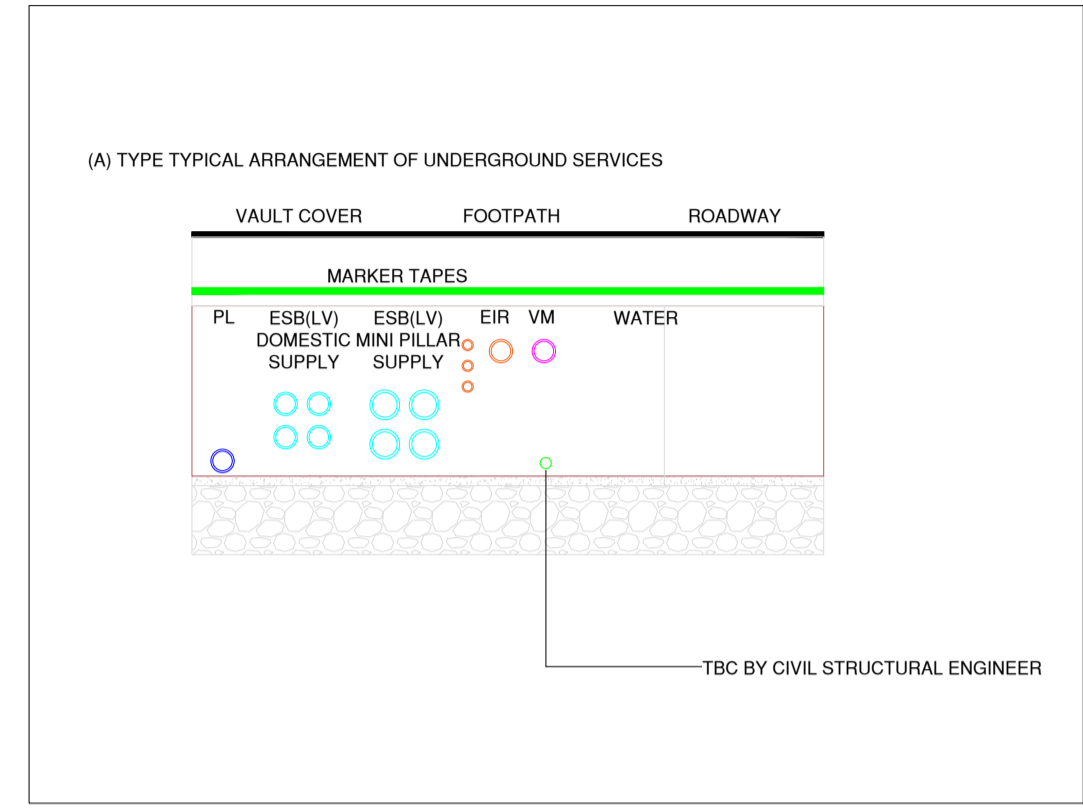 (A) TYPE TYPICAL ARRANGEMENT OF UNDERGROUND SERVICES
VAULT COVER FOOTPATH ROADWAY
MARKER TAPES
PL ESB(LV) ESB(LV) EIR VM WATER
DOMESTIC MINI PILLAR
SUPPLY SUPPLY
TBC BY CIVIL STRUCTURAL ENGINEER